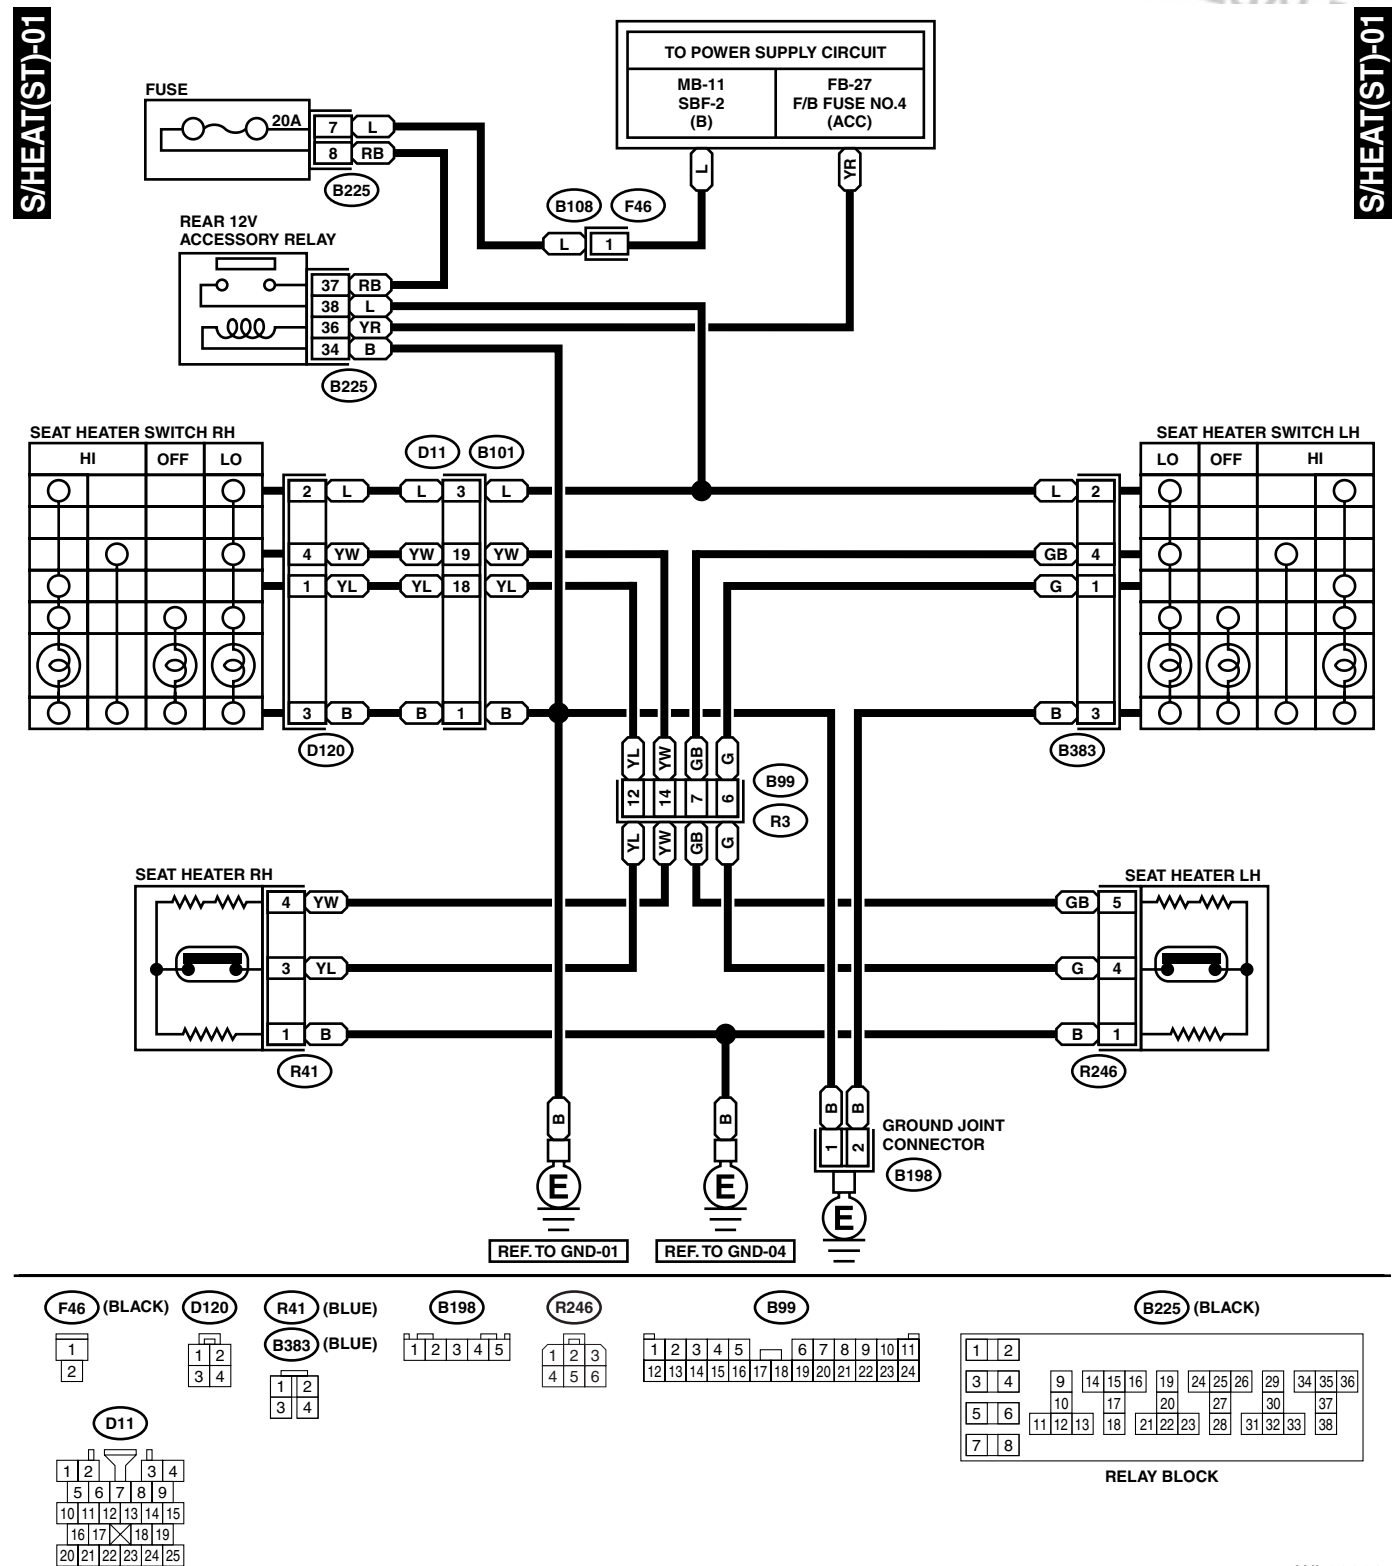 S/HEAT(ST)-01
S/HEAT(ST)-01
TO POWER SUPPLY CIRCUIT
MB-11
SBF-2
(B)
FB-27
F/B FUSE NO.4
(ACC)
FUSE
20A
7 L
8 RB
B225
L
YR
B108 F46
L 1
REAR 12V
ACCESSORY RELAY
37 RB
38 L
36 YR
34 B
B225
SEAT HEATER SWITCH RH
HI OFF LO
D11 B101
2 L L 3 L
4 YW YW 19 YW
1 YL YL 18 YL
3 B B 1 B
D120
SEAT HEATER SWITCH LH
LO OFF HI
L 2
GB 4
G 1
B 3
B383
YL YW GB G
12 14 7 6
YL YW GB G
B99
R3
SEAT HEATER RH
4 YW
3 YL
1 B
R41
SEAT HEATER LH
GB 5
G 4
B 1
R246
B
E
REF. TO GND-01
B
E
REF. TO GND-04
B B
1 2
GROUND JOINT
CONNECTOR
B198
E
F46 (BLACK)
1
2
D120
1 2
3 4
R41 (BLUE)
B383 (BLUE)
1 2
3 4
B198
1 2 3 4 5
R246
1 2 3
4 5 6
B99
1 2 3 4 5 6 7 8 9 10 11
12 13 14 15 16 17 18 19 20 21 22 23 24
B225 (BLACK)
1 2
3 4
5 6
7 8
9 14 15 16 19 24 25 26 29 34 35 36
10 17 20 27 30 37
11 12 13 18 21 22 23 28 31 32 33 38
RELAY BLOCK
D11
1 2 3 4
5 6 7 8 9
10 11 12 13 14 15
16 17 18 19
20 21 22 23 24 25